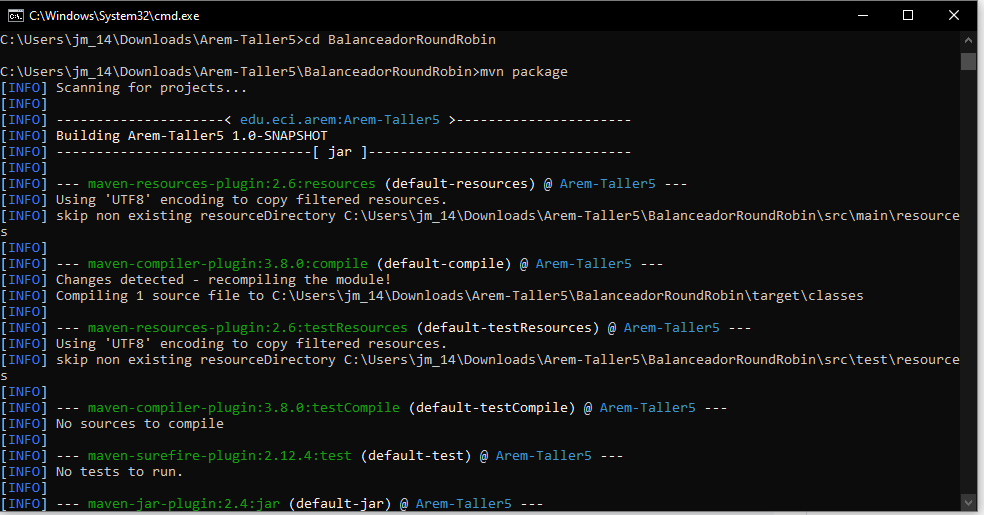 C:\Windows\System32\cmd.exe
C:\Users\jm_14\Downloads\Arem-Taller5>cd BalanceadorRoundRobin
C:\Users\jm_14\Downloads\Arem-Taller5\BalanceadorRoundRobin>mvn package
[INFO] Scanning for projects...
[INFO]
[INFO] ---------------------< edu.eci.arem:Arem-Taller5 >----------------------
[INFO] Building Arem-Taller5 1.0-SNAPSHOT
[INFO] --------------------------------[ jar ]---------------------------------
[INFO]
[INFO] --- maven-resources-plugin:2.6:resources (default-resources) @ Arem-Taller5 ---
[INFO] Using 'UTF8' encoding to copy filtered resources.
[INFO] skip non existing resourceDirectory C:\Users\jm_14\Downloads\Arem-Taller5\BalanceadorRoundRobin\src\main\resource
s
[INFO]
[INFO] --- maven-compiler-plugin:3.8.0:compile (default-compile) @ Arem-Taller5 ---
[INFO] Changes detected - recompiling the module!
[INFO] Compiling 1 source file to C:\Users\jm_14\Downloads\Arem-Taller5\BalanceadorRoundRobin\target\classes
[INFO]
[INFO] --- maven-resources-plugin:2.6:testResources (default-testResources) @ Arem-Taller5 ---
[INFO] Using 'UTF8' encoding to copy filtered resources.
[INFO] skip non existing resourceDirectory C:\Users\jm_14\Downloads\Arem-Taller5\BalanceadorRoundRobin\src\test\resource
s
[INFO]
[INFO] --- maven-compiler-plugin:3.8.0:testCompile (default-testCompile) @ Arem-Taller5 ---
[INFO] No sources to compile
[INFO]
[INFO] --- maven-surefire-plugin:2.12.4:test (default-test) @ Arem-Taller5 ---
[INFO] No tests to run.
[INFO]
[INFO] --- maven-jar-plugin:2.4:jar (default-jar) @ Arem-Taller5 ---